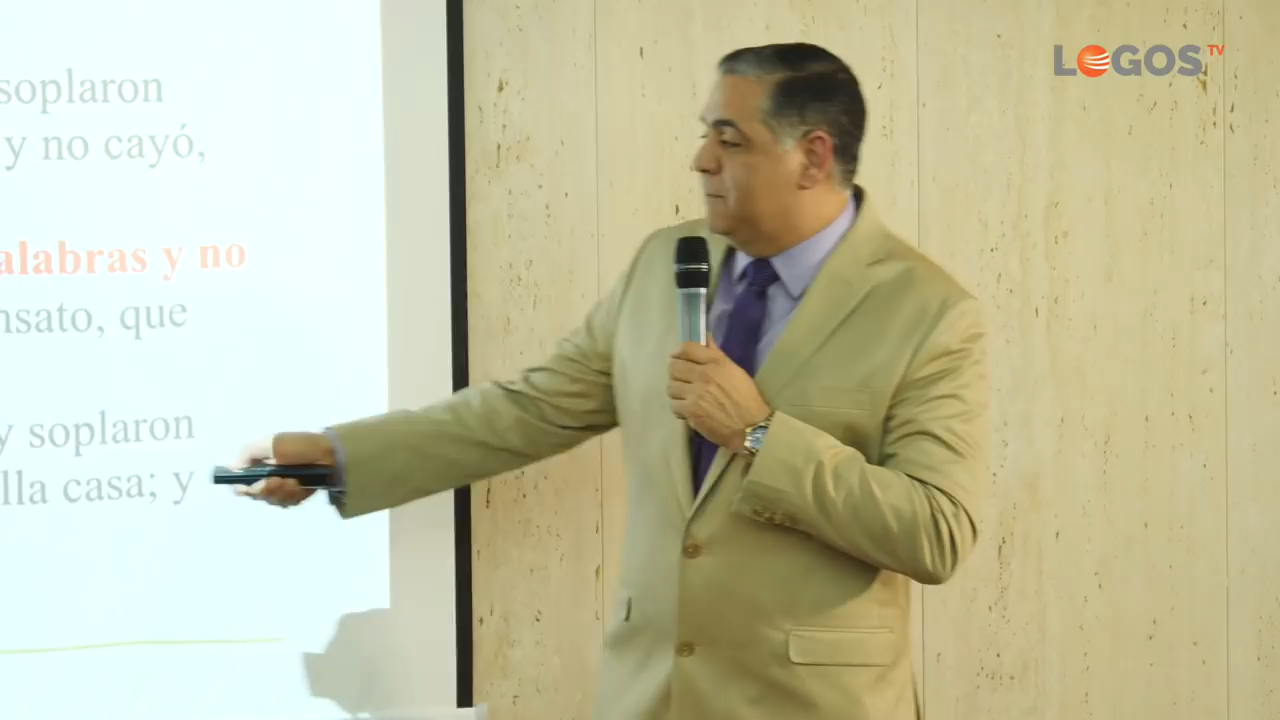 LOGOS TV
soplaron
y no cayó,
alabras y no
nsato, que
y soplaron
lla casa; y